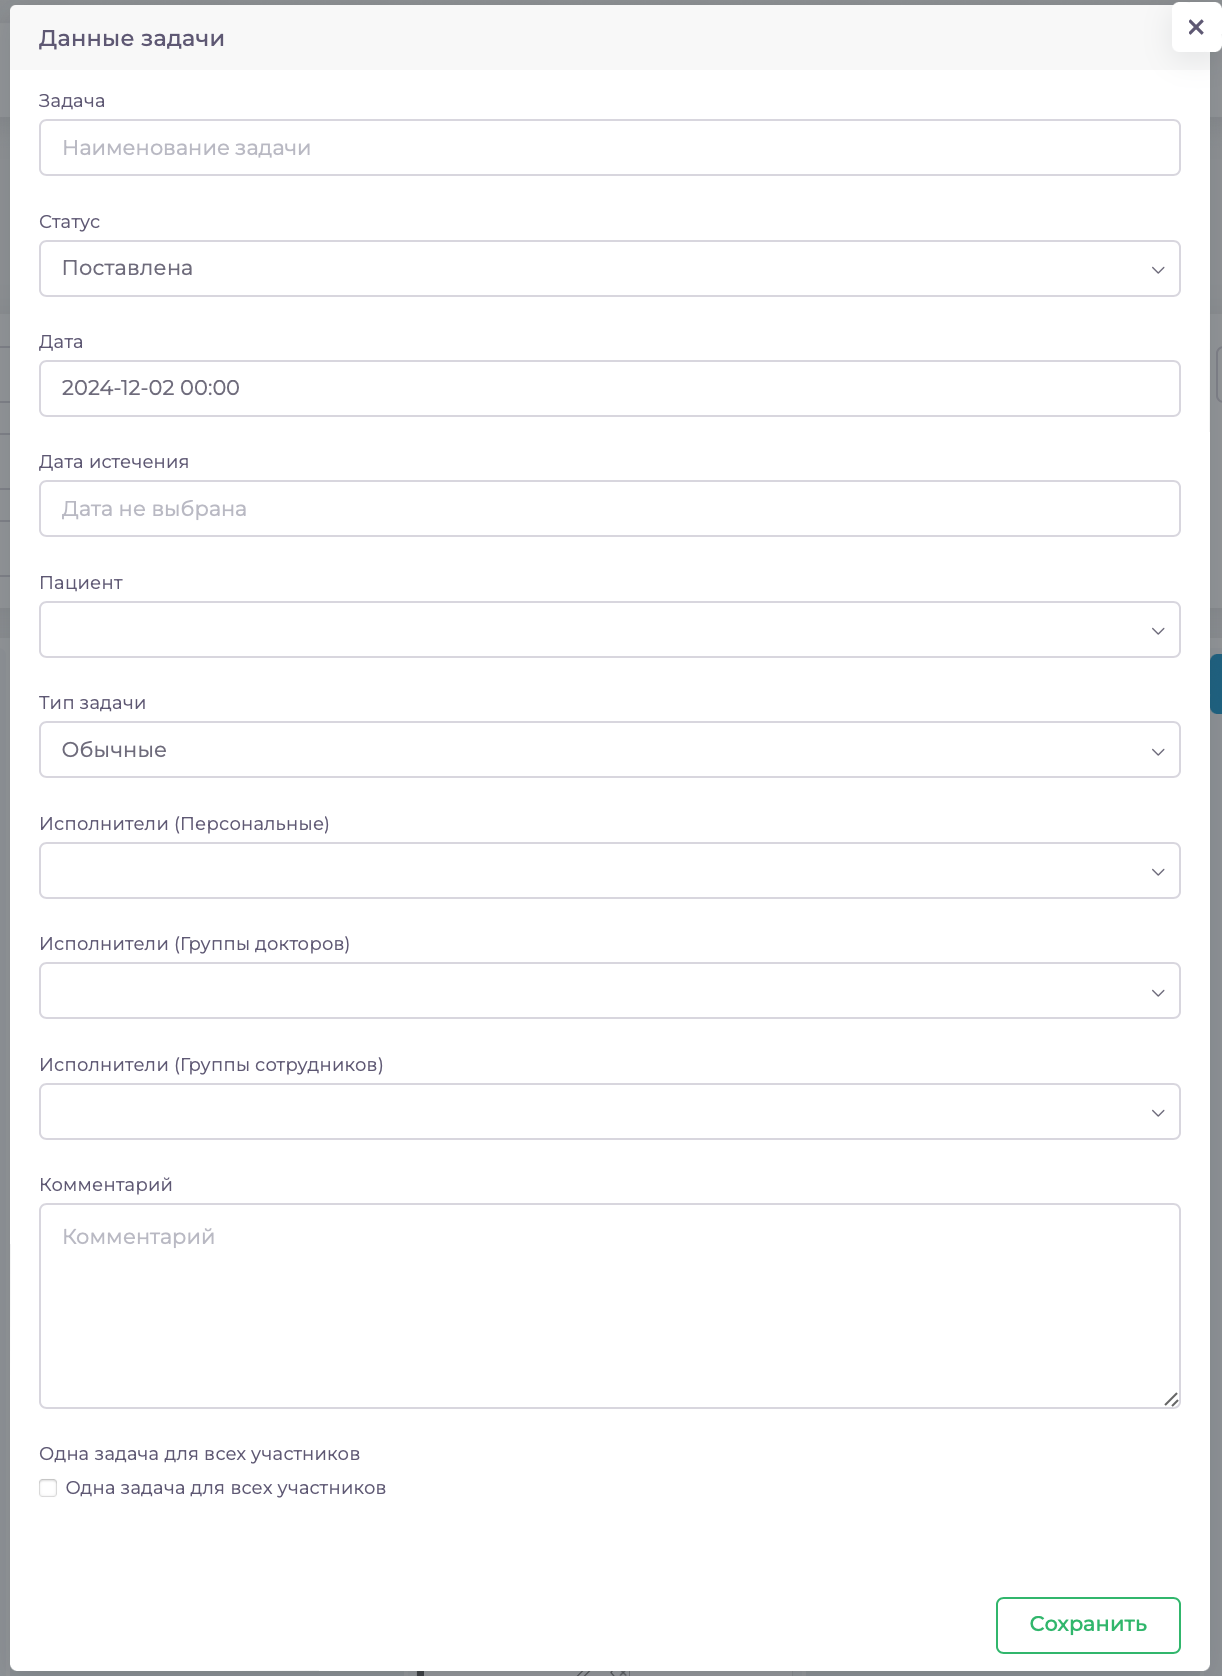 Данные задачи
Задача
Наименование задачи
Статус
Поставлена
Дата
2024-12-02 00:00
Дата истечения
Дата не выбрана
Пациент
Тип задачи
Обычные
Исполнители (Персональные)
Исполнители (Группы докторов)
Исполнители (Группы сотрудников)
Комментарий
Комментарий
Одна задача для всех участников
Одна задача для всех участников
Сохранить